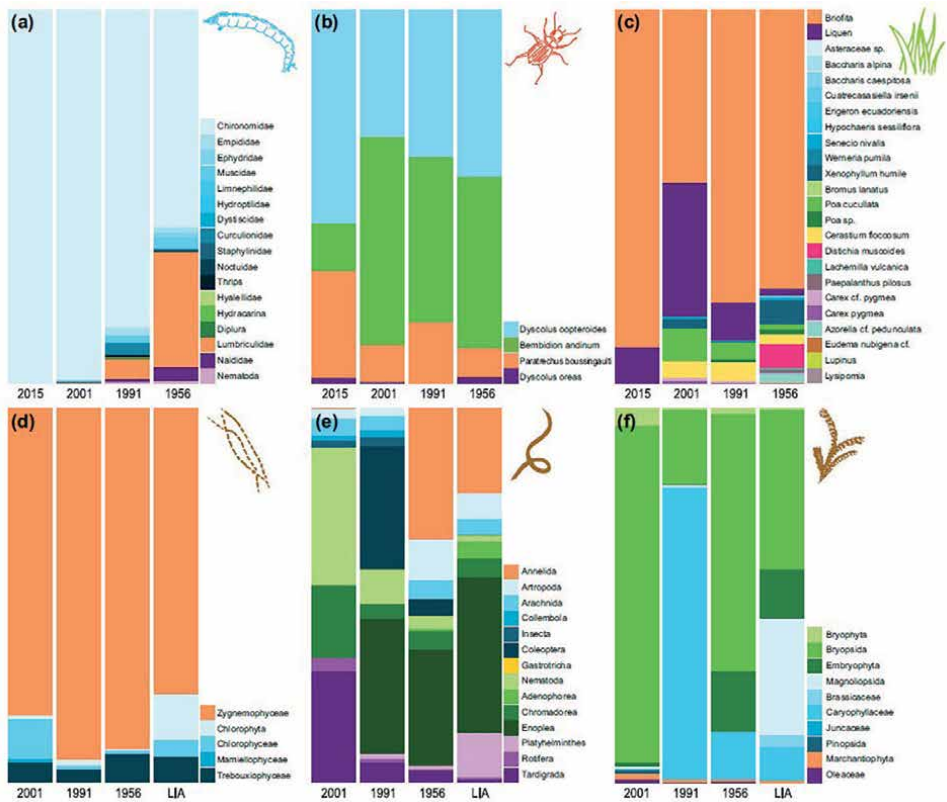 (a)
Chironomidae
Empididae
Ephydridae
Muscidae
Limnephilidae
Hydroptilidae
Dystiscidae
Curculionidae
Staphylinidae
Noctuidae
Thrips
Hyalellidae
Hydracarina
Diplura
Lumbriculidae
Naididae
Nematoda
2015 2001 1991 1956
(b)
Dyscolus oopteroides
Bembidion andinum
Paratrechus boussingaulti
Dyscolus oreas
2015 2001 1991 1956
(c)
Briofita
Liquen
Asteraceae sp.
Baccharis alpina
Baccharis caespitosa
Cuatrecasasiella irsenii
Erigeron ecuadoriensis
Hypochaeris sessiliflora
Senecio nivalis
Werneria pumila
Xenophyllum humile
Bromus lanatus
Poa cucullata
Poa sp.
Cerastium floccosum
Distichia muscoides
Lachemilla vulcanica
Paepalanthus pilosus
Carex cf. pygmea
Carex pygmea
Azorella cf. pedunculata
Eudema nubigena cf.
Lupinus
Lysipomia
2015 2001 1991 1956
(d)
Zygnemophyceae
Chlorophyta
Chlorophyceae
Mamiellophyceae
Trebouxiophyceae
2001 1991 1956 LIA
(e)
Annelida
Artropoda
Arachnida
Collembola
Insecta
Coleoptera
Gastrotricha
Nematoda
Adenophorea
Chromadorea
Enoplea
Platyhelminthes
Rotifera
Tardigrada
2001 1991 1956 LIA
(f)
Bryophyta
Bryopsida
Embryophyta
Magnoliopsida
Brassicaceae
Caryophyllaceae
Juncaceae
Pinopsida
Marchantiophyta
Oleaceae
2001 1991 1956 LIA